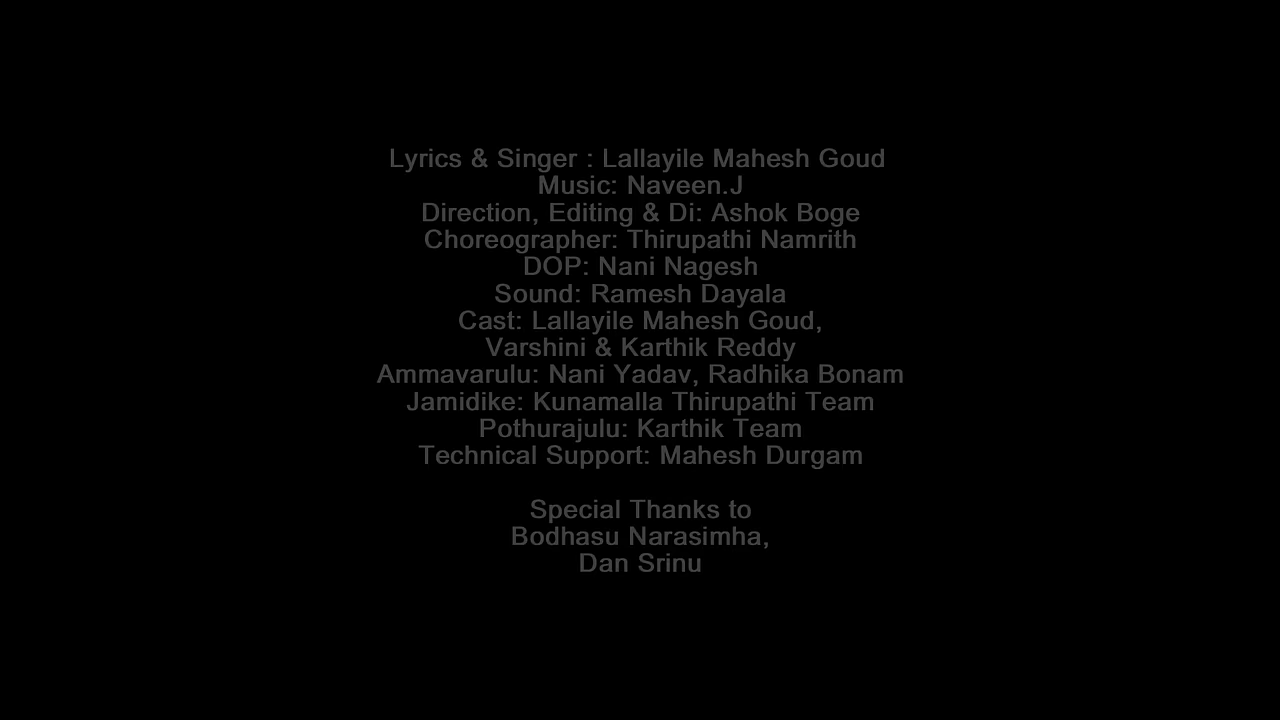 Lyrics & Singer : Lallayile Mahesh Goud
Music: Naveen.J
Direction, Editing & Di: Ashok Boge
Choreographer: Thirupathi Namrith
DOP: Nani Nagesh
Sound: Ramesh Dayala
Cast: Lallayile Mahesh Goud,
Varshini & Karthik Reddy
Ammavarulu: Nani Yadav, Radhika Bonam
Jamidike: Kunamalla Thirupathi Team
Pothurajulu: Karthik Team
Technical Support: Mahesh Durgam
Special Thanks to
Bodhasu Narasimha,
Dan Srinu